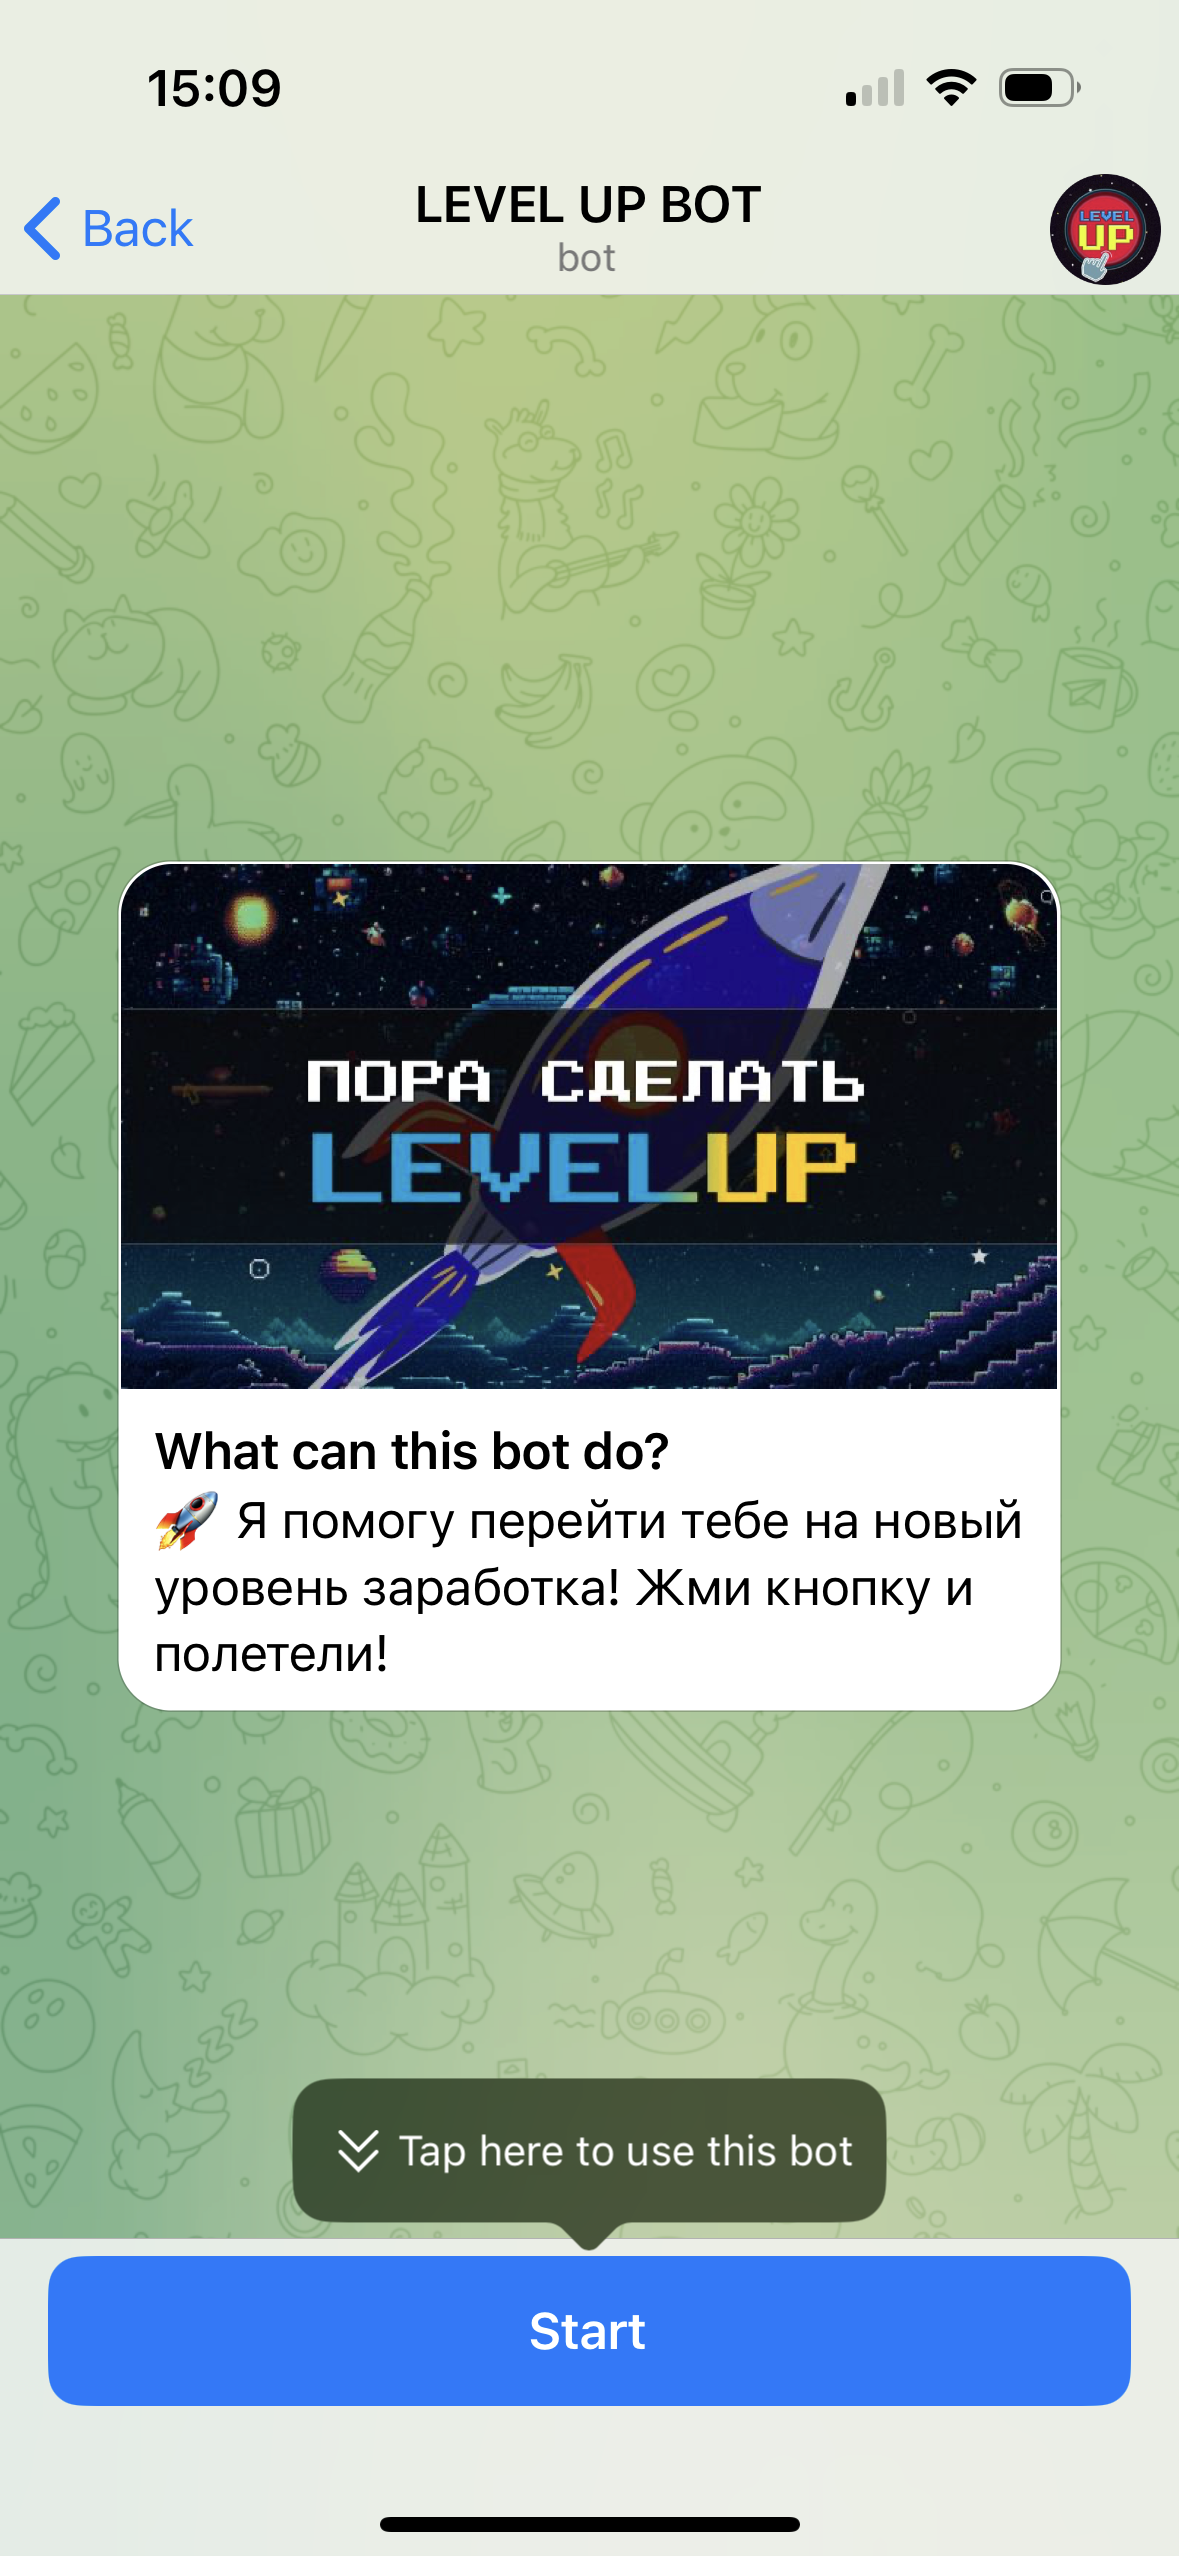 15:09
Back
LEVEL UP BOT
bot
LEVEL
UP
ПОРА СДЕЛАТЬ
LEVELUP
What can this bot do?
🚀 Я помогу перейти тебе на новый
уровень заработка! Жми кнопку и
полетели!
Tap here to use this bot
Start